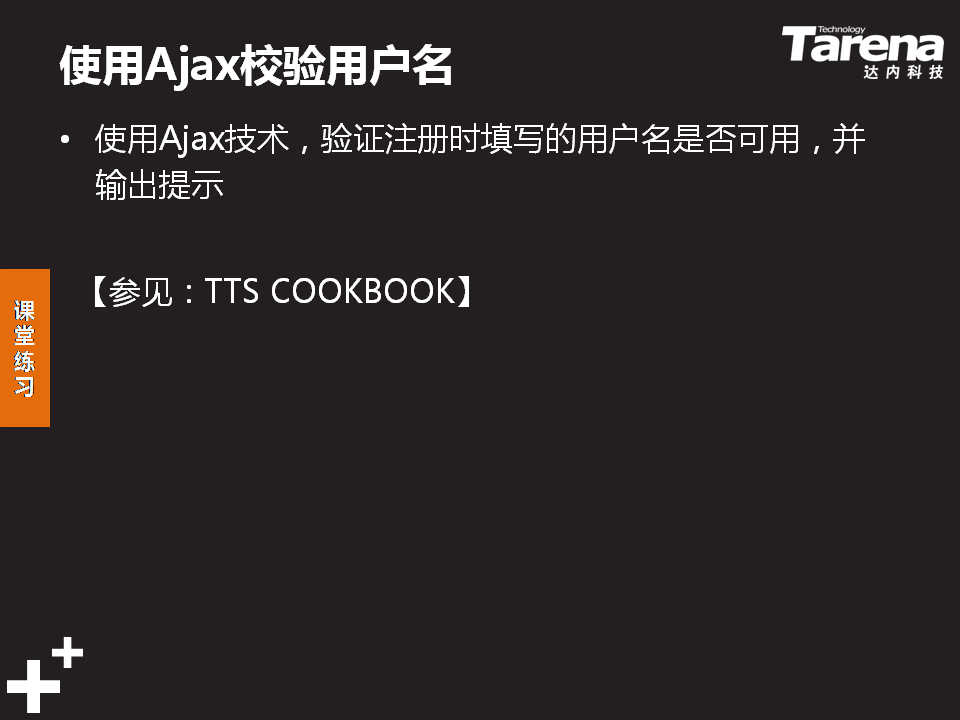 使用Ajax校验用户名
Technology
Tarena
达内科技
• 使用Ajax技术，验证注册时填写的用户名是否可用，并
输出提示
【参见：TTS COOKBOOK】
课
堂
练
习